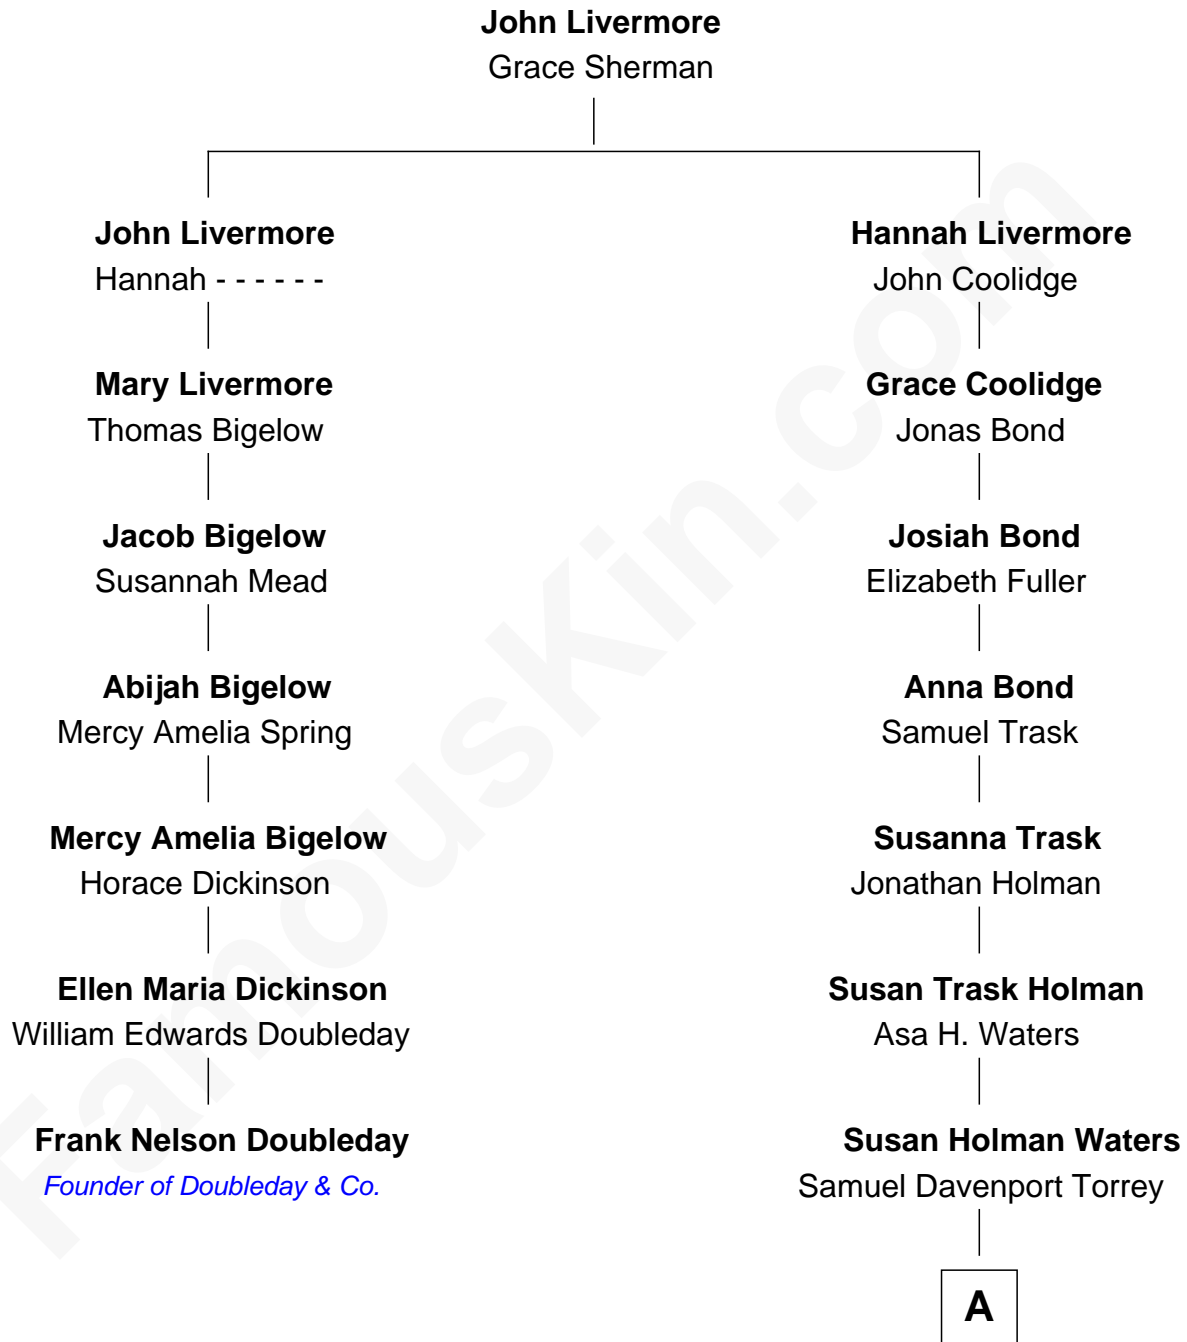 John Livermore
Grace Sherman
John Livermore
Hannah - - - - - -
Hannah Livermore
John Coolidge
Mary Livermore
Thomas Bigelow
Grace Coolidge
Jonas Bond
Jacob Bigelow
Susannah Mead
Josiah Bond
Elizabeth Fuller
Abijah Bigelow
Mercy Amelia Spring
Anna Bond
Samuel Trask
Mercy Amelia Bigelow
Horace Dickinson
Susanna Trask
Jonathan Holman
Ellen Maria Dickinson
William Edwards Doubleday
Susan Trask Holman
Asa H. Waters
Frank Nelson Doubleday
Founder of Doubleday & Co.
Susan Holman Waters
Samuel Davenport Torrey
A
FamousKin.com